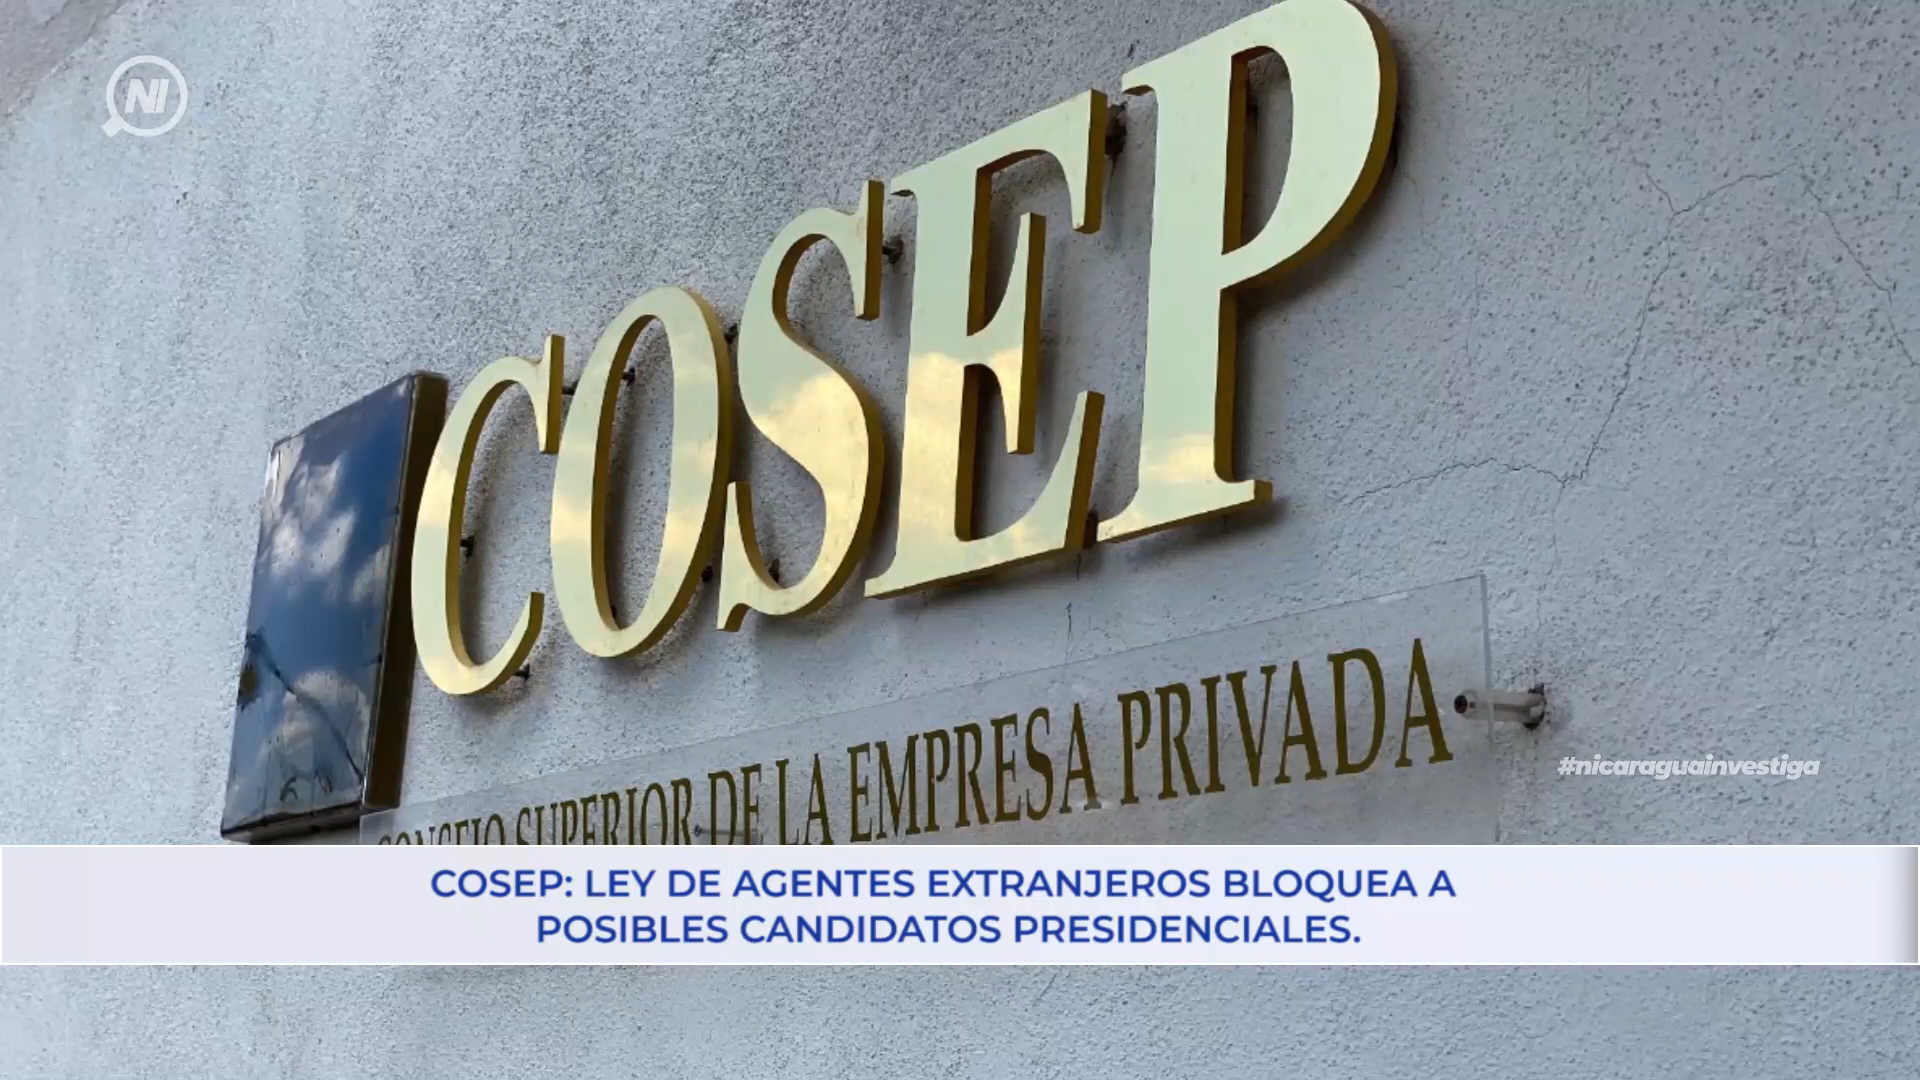 NI
COSEP
CONSEJO SUPERIOR DE LA EMPRESA PRIVADA
#nicaraguainvestiga
COSEP: LEY DE AGENTES EXTRANJEROS BLOQUEA A
POSIBLES CANDIDATOS PRESIDENCIALES.